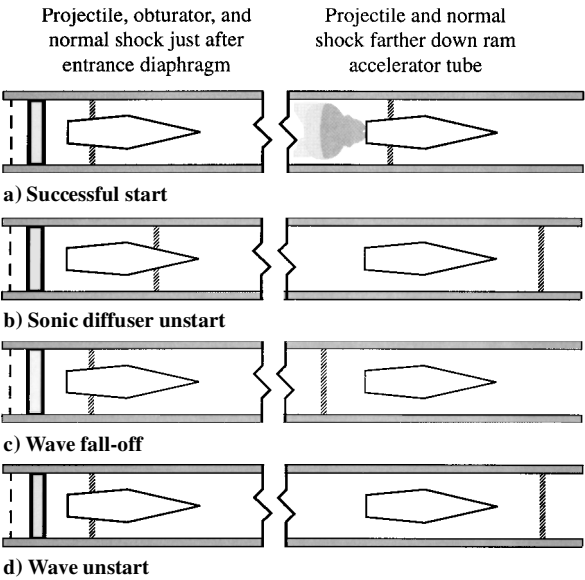 Projectile, obturator, and
normal shock just after
entrance diaphragm
Projectile and normal
shock farther down ram
accelerator tube
a) Successful start
b) Sonic diffuser unstart
c) Wave fall-off
d) Wave unstart